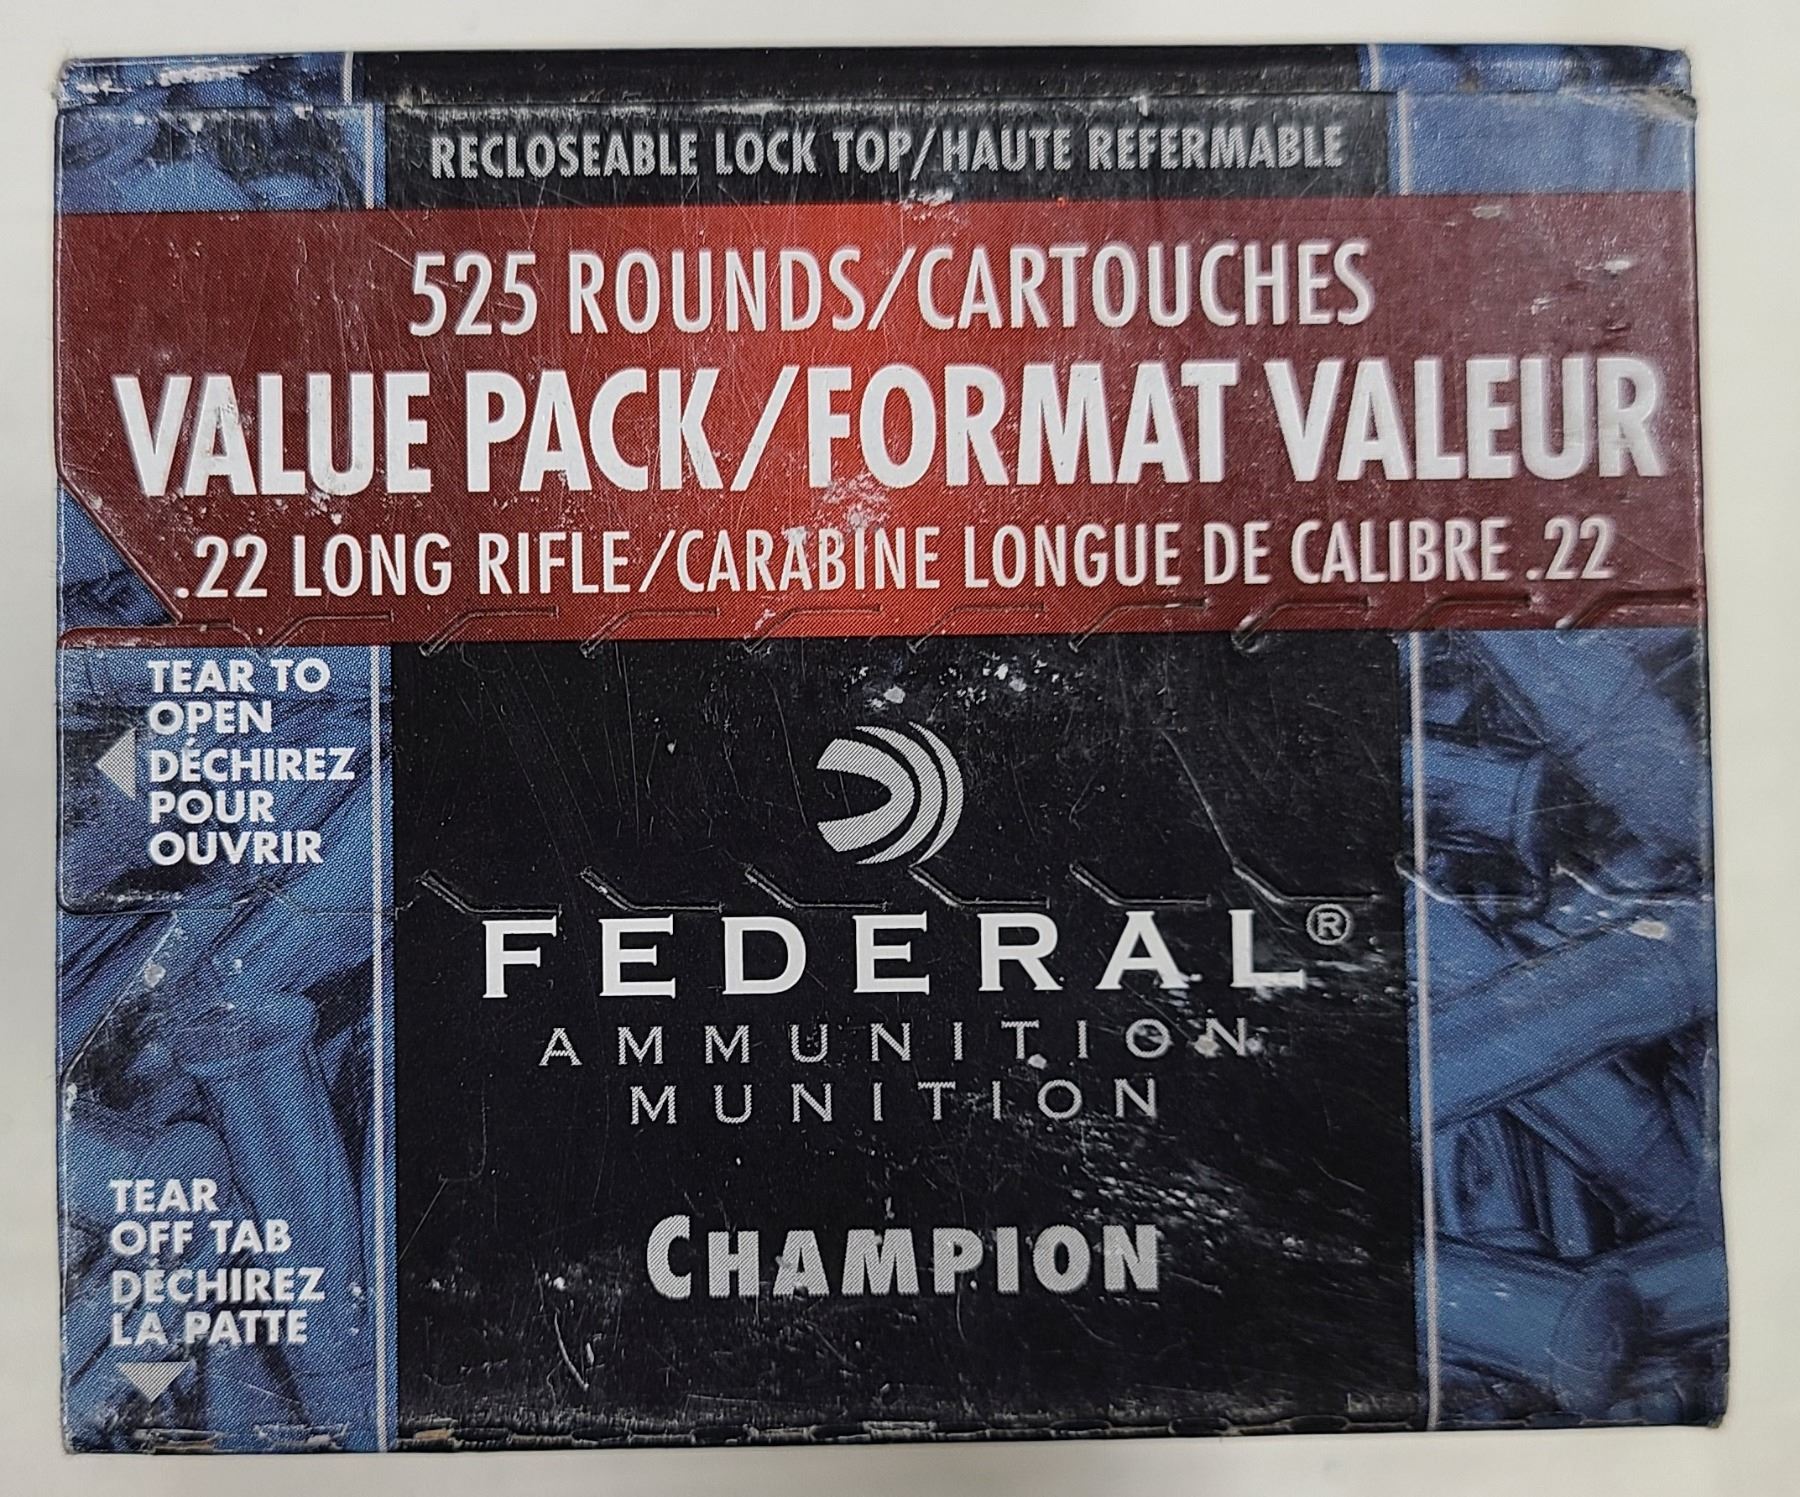 RECLOSEABLE LOCK TOP/HAUTE REFERMABLE
525 ROUNDS/CARTOUCHES
VALUE PACK/FORMAT VALEUR
.22 LONG RIFLE/CARABINE LONGUE DE CALIBRE .22
TEAR TO
OPEN
DÉCHIREZ
POUR
OUVRIR
FEDERAL®
AMMUNITION
MUNITION
CHAMPION
TEAR
OFF TAB
DÉCHIREZ
LA PATTE